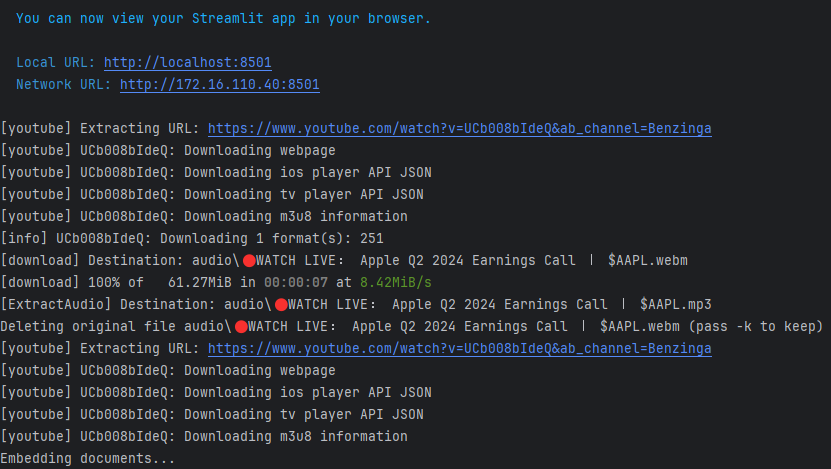 You can now view your Streamlit app in your browser.
Local URL: http://localhost:8501
Network URL: http://172.16.110.40:8501
[youtube] Extracting URL: https://www.youtube.com/watch?v=UCb008bIdeQ&ab_channel=Benzinga
[youtube] UCb008bIdeQ: Downloading webpage
[youtube] UCb008bIdeQ: Downloading ios player API JSON
[youtube] UCb008bIdeQ: Downloading tv player API JSON
[youtube] UCb008bIdeQ: Downloading m3u8 information
[info] UCb008bIdeQ: Downloading 1 format(s): 251
[download] Destination: audio\🔴WATCH LIVE： Apple Q2 2024 Earnings Call ｜ $AAPL.webm
[download] 100% of   61.27MiB in 00:00:07 at 8.42MiB/s
[ExtractAudio] Destination: audio\🔴WATCH LIVE： Apple Q2 2024 Earnings Call ｜ $AAPL.mp3
Deleting original file audio\🔴WATCH LIVE： Apple Q2 2024 Earnings Call ｜ $AAPL.webm (pass -k to keep)
[youtube] Extracting URL: https://www.youtube.com/watch?v=UCb008bIdeQ&ab_channel=Benzinga
[youtube] UCb008bIdeQ: Downloading webpage
[youtube] UCb008bIdeQ: Downloading ios player API JSON
[youtube] UCb008bIdeQ: Downloading tv player API JSON
[youtube] UCb008bIdeQ: Downloading m3u8 information
Embedding documents...